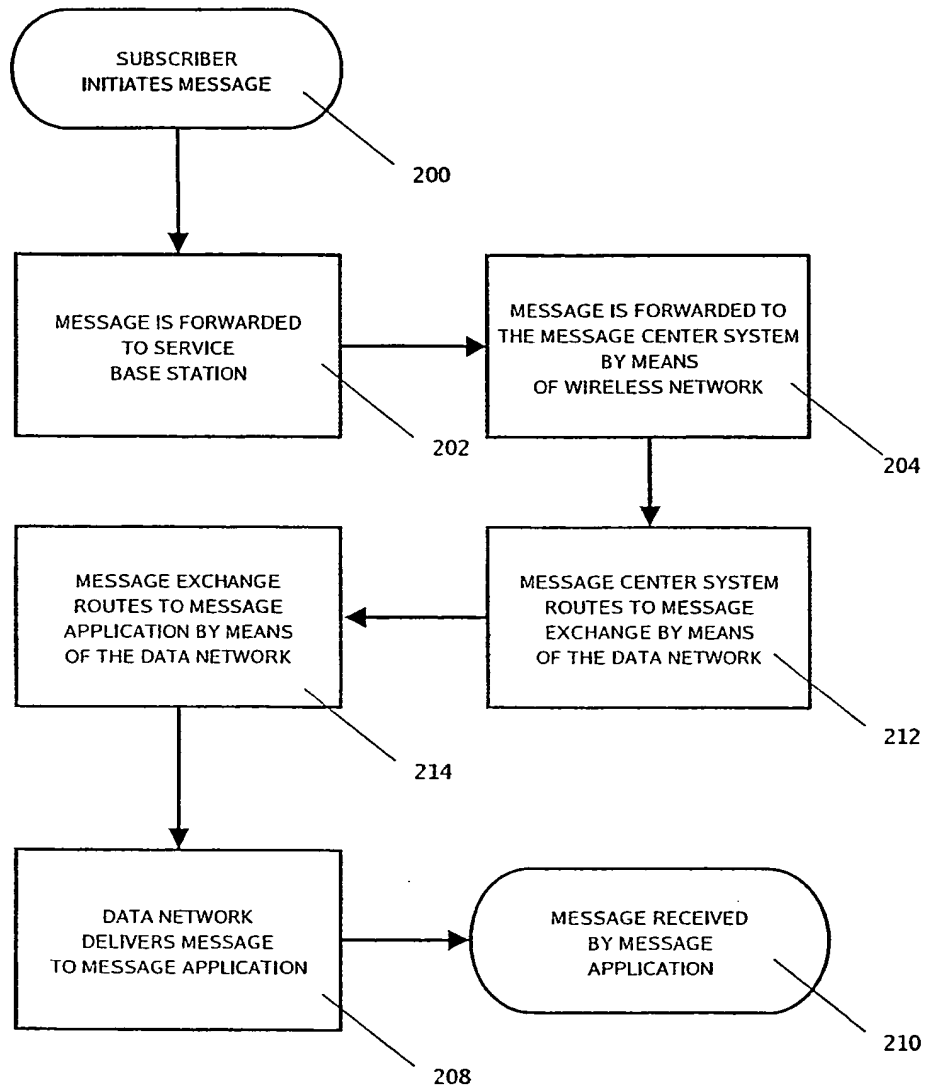 SUBSCRIBER
INITIATES MESSAGE
200
MESSAGE IS FORWARDED
TO SERVICE
BASE STATION
202
MESSAGE IS FORWARDED TO
THE MESSAGE CENTER SYSTEM
BY MEANS
OF WIRELESS NETWORK
204
MESSAGE CENTER SYSTEM
ROUTES TO MESSAGE
EXCHANGE BY MEANS
OF THE DATA NETWORK
212
MESSAGE EXCHANGE
ROUTES TO MESSAGE
APPLICATION BY MEANS
OF THE DATA NETWORK
214
DATA NETWORK
DELIVERS MESSAGE
TO MESSAGE APPLICATION
208
MESSAGE RECEIVED
BY MESSAGE
APPLICATION
210